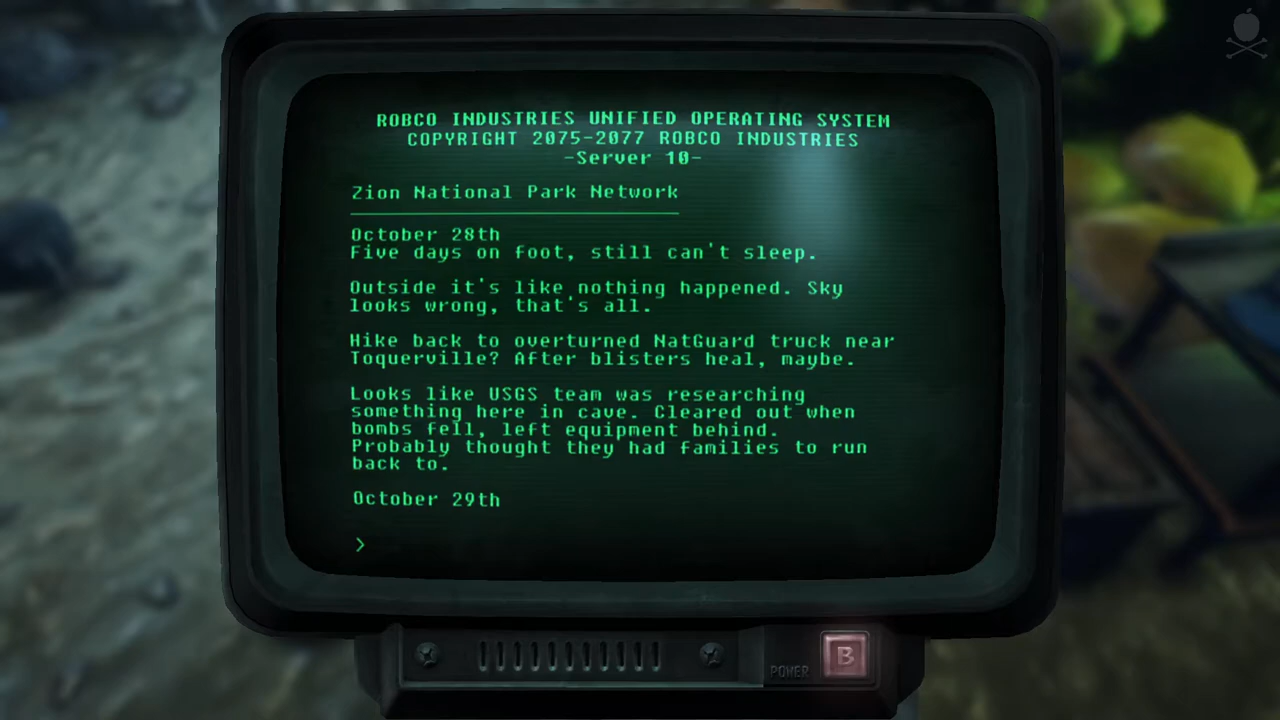 ROBCO INDUSTRIES UNIFIED OPERATING SYSTEM
COPYRIGHT 2075-2077 ROBCO INDUSTRIES
-Server 10-
Zion National Park Network
October 28th
Five days on foot, still can't sleep.
Outside it's like nothing happened. Sky
looks wrong, that's all.
Hike back to overturned NatGuard truck near
Toquerville? After blisters heal, maybe.
Looks like USGS team was researching
something here in cave. Cleared out when
bombs fell, left equipment behind.
Probably thought they had families to run
back to.
October 29th
>
POWER B